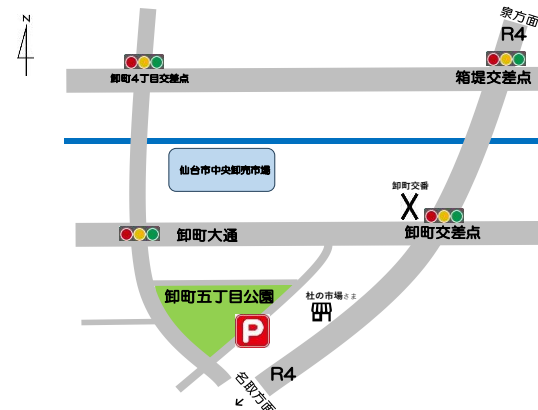 N
泉方面
R4
卸町4丁目交差点
箱堤交差点
仙台市中央卸売市場
卸町交番
卸町大通
卸町交差点
卸町五丁目公園
杜の市場さま
P
R4
名取方面